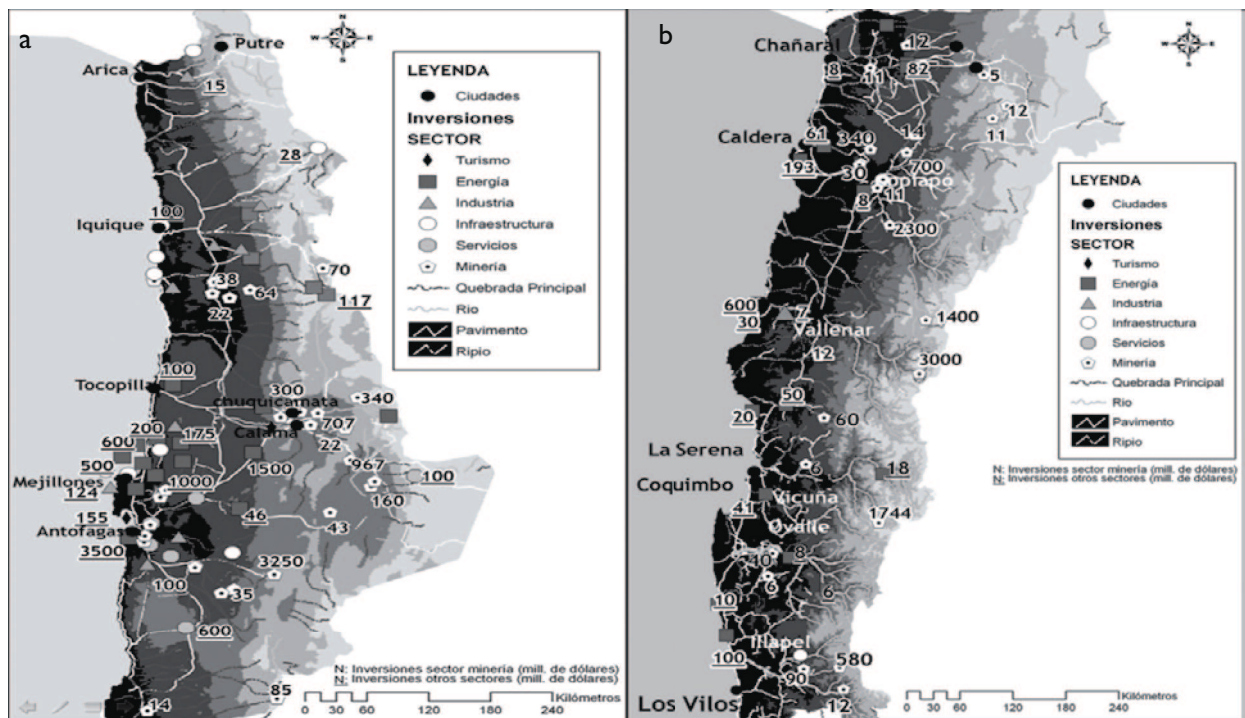 a
N
W E
S
Putre
Arica
15
28
100
Iquique
70
38
64
22
117
100
Tocopilla
300
chuquicamata
340
707
Calama
22
200
600
175
500
1500
967
100
Mejillones
124
1000
160
155
46
43
Antofagas
3500
3250
100
35
600
85
14
LEYENDA
Ciudades
Inversiones
SECTOR
Turismo
Energía
Industria
Infraestructura
Servicios
Minería
Quebrada Principal
Rio
Pavimento
Ripio
N: Inversiones sector minería (mill. de dólares)
N: Inversiones otros sectores (mill. de dólares)
Kilómetros
0 30 60 120 180 240
b
N
W E
S
12
Chañaral
8
11
82
5
12
11
Caldera
61
340
14
193
30
700
8
11
2300
600
30
7
Vallenar
1400
12
3000
50
20
60
La Serena
6
18
Coquimbo
Vicuña
41
1744
Ovalle
10
8
6
10
6
Illapel
100
580
90
Los Vilos
12
LEYENDA
Ciudades
Inversiones
SECTOR
Turismo
Energía
Industria
Infraestructura
Servicios
Minería
Quebrada Principal
Rio
Pavimento
Ripio
N: Inversiones sector minería (mill. de dólares)
N: Inversiones otros sectores (mill. de dólares)
Kilómetros
0 30 60 120 180 240